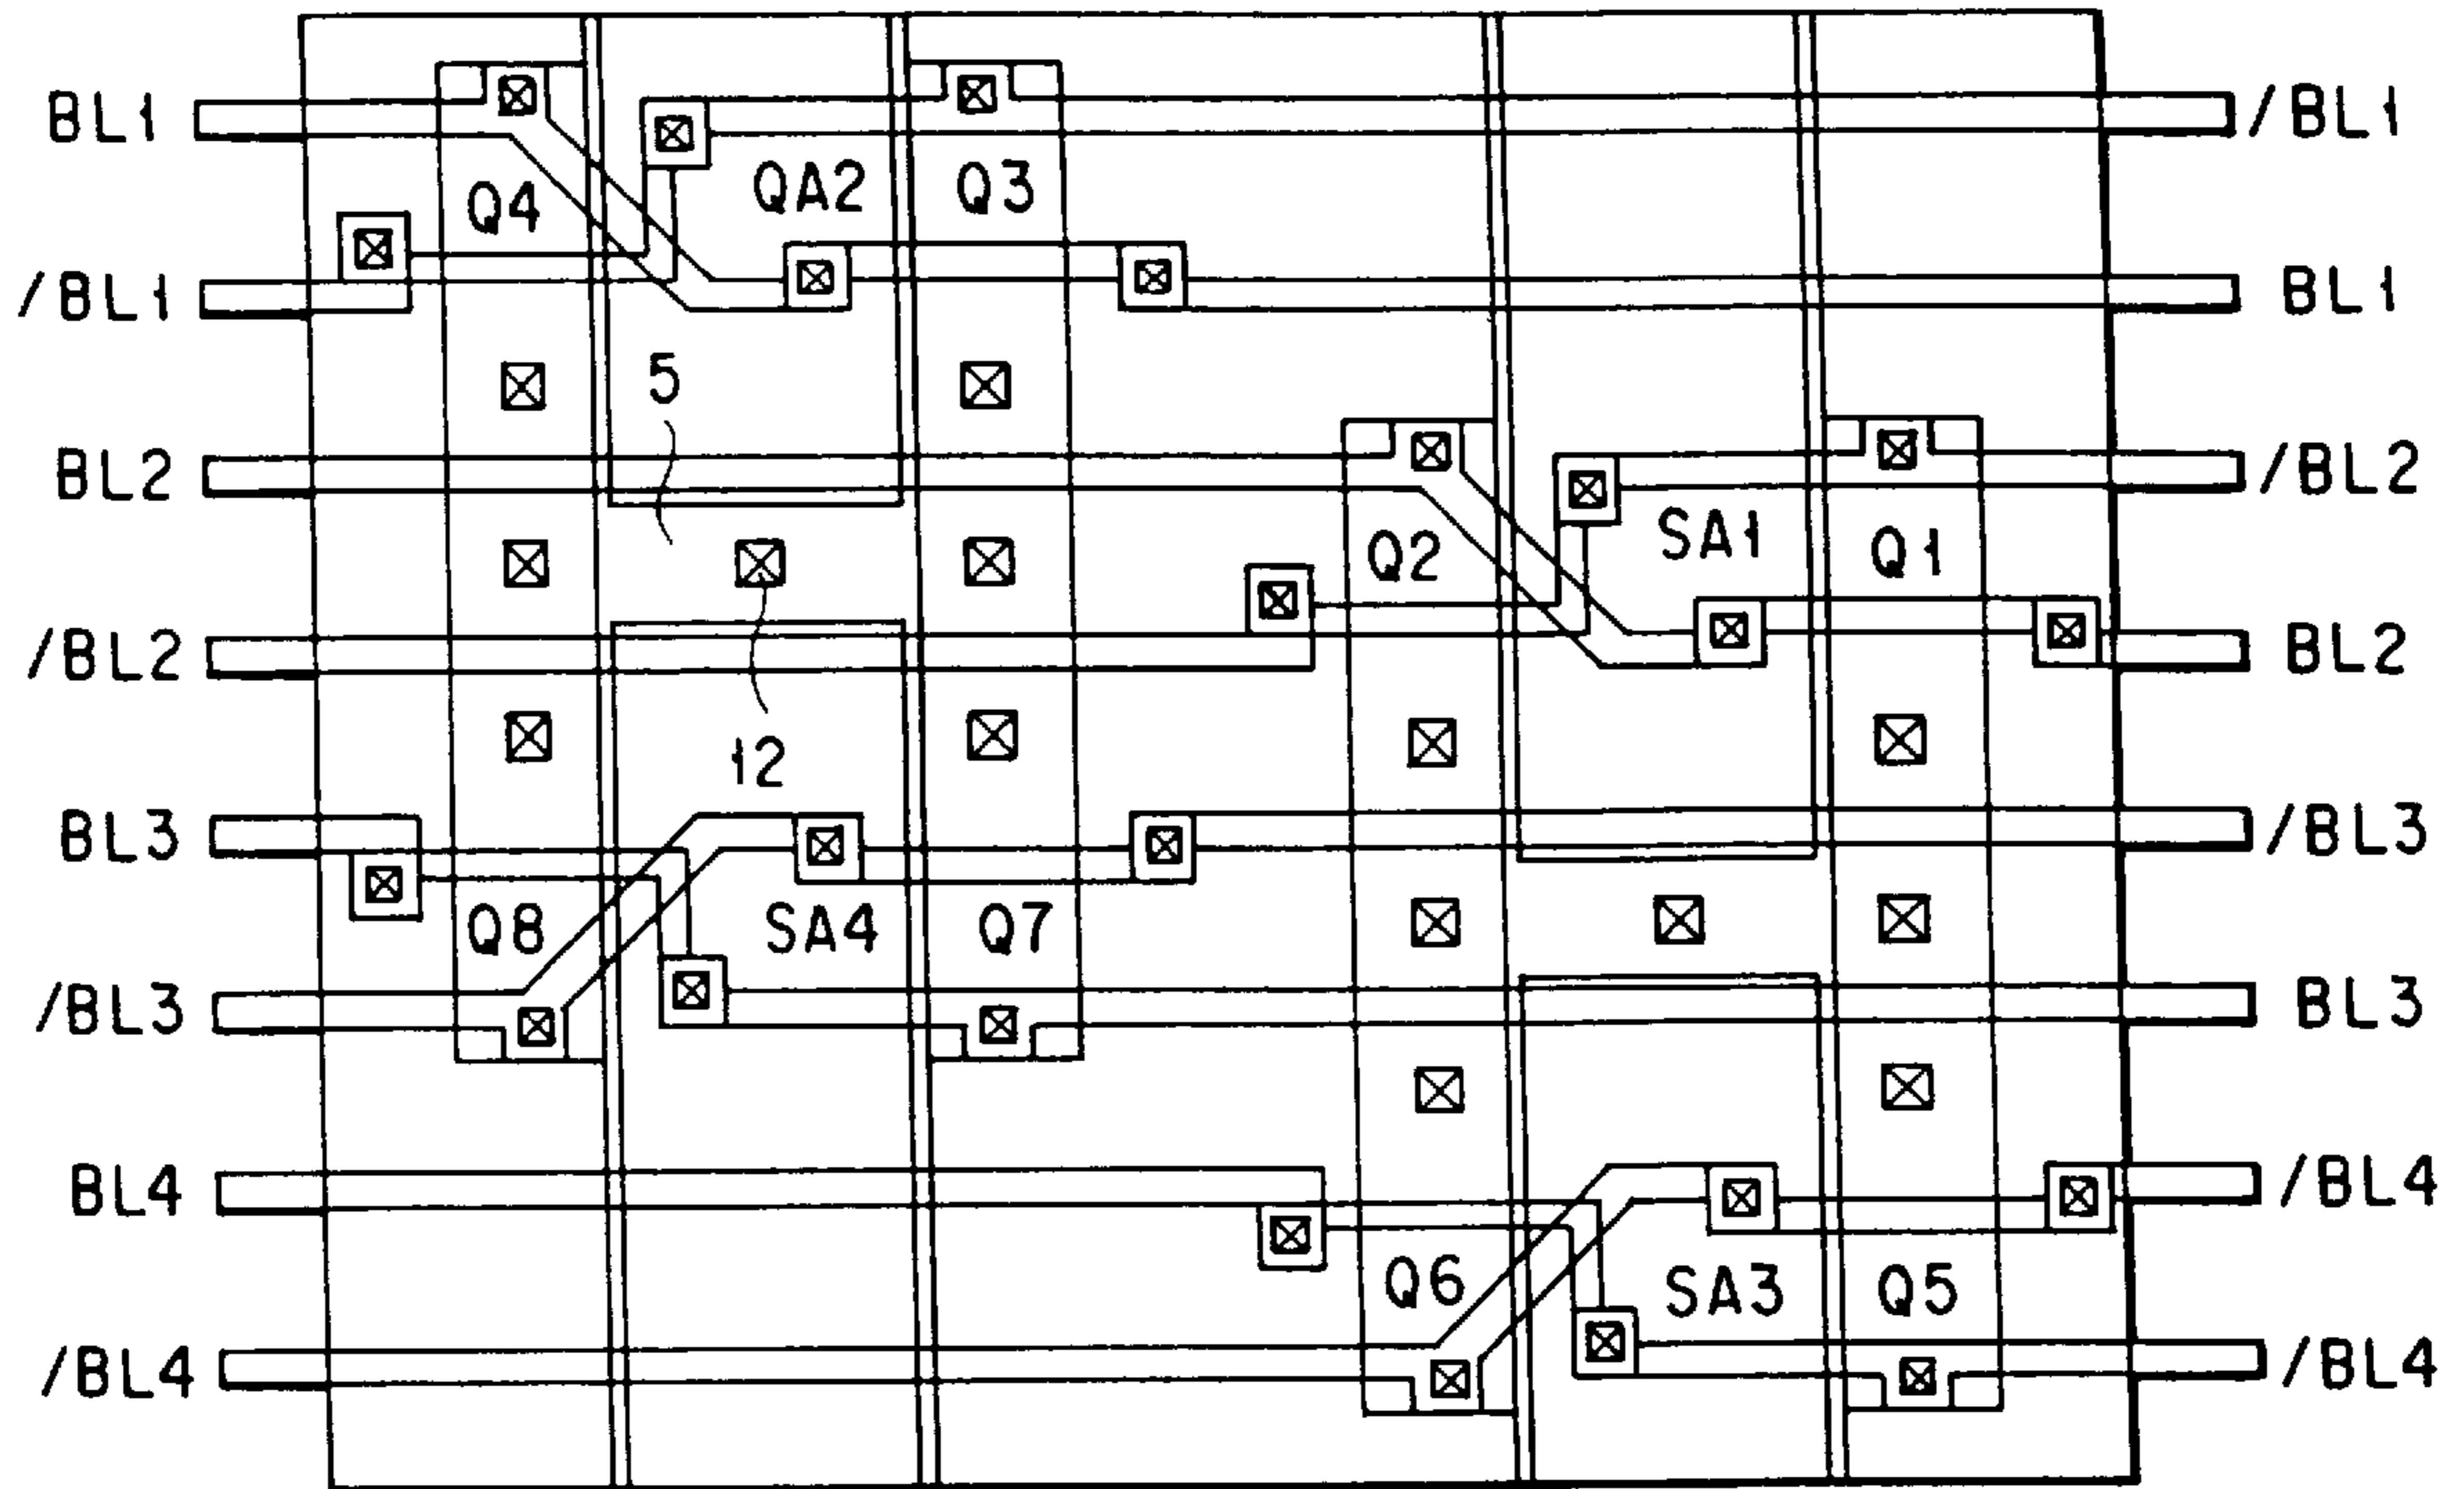 BL1 /BL1
Q4 QA2 Q3
/BL1 BL1
5
BL2 /BL2
Q2 SA1 Q1
/BL2 BL2
12
BL3 /BL3
Q8 SA4 Q7
/BL3 BL3
BL4 /BL4
Q6 SA3 Q5
/BL4 /BL4